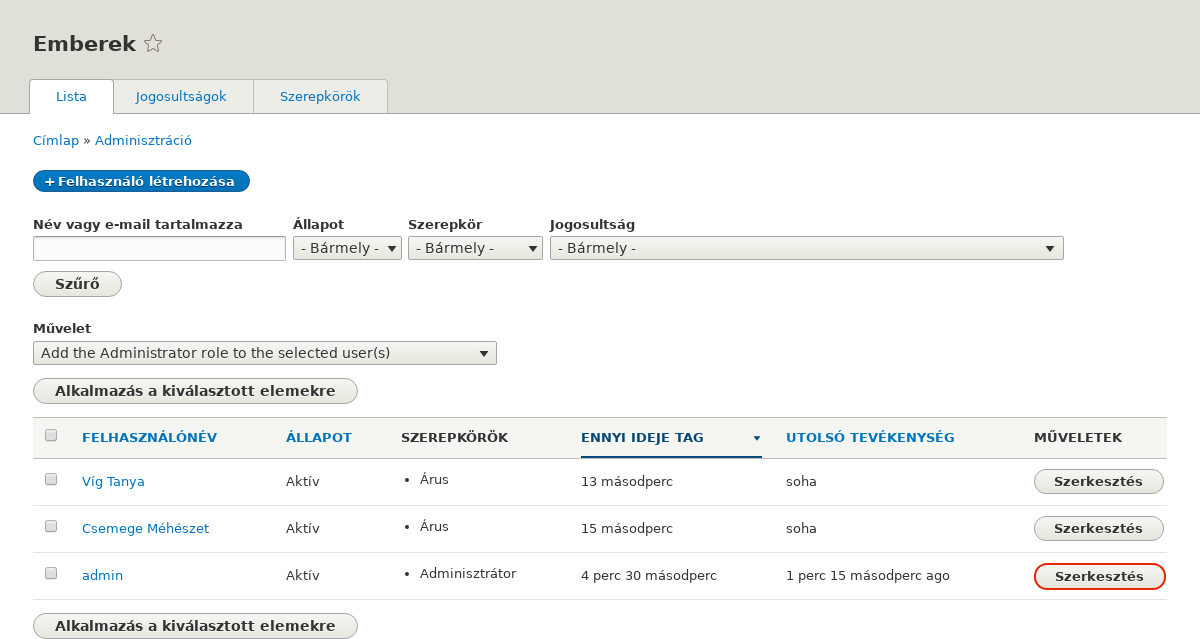 Emberek
Lista Jogosultságok Szerepkörök
Címlap » Adminisztráció
+ Felhasználó létrehozása
Név vagy e-mail tartalmazza Állapot Szerepkör Jogosultság
- Bármely - - Bármely - - Bármely -
Szűrő
Művelet
Add the Administrator role to the selected user(s)
Alkalmazás a kiválasztott elemekre
FELHASZNÁLÓNÉV ÁLLAPOT SZEREPKÖRÖK ENNYI IDEJE TAG UTOLSÓ TEVÉKENYSÉG MŰVELETEK
Víg Tanya Aktív • Árus 13 másodperc soha Szerkesztés
Csemege Méhészet Aktív • Árus 15 másodperc soha Szerkesztés
admin Aktív • Adminisztrátor 4 perc 30 másodperc 1 perc 15 másodperc ago Szerkesztés
Alkalmazás a kiválasztott elemekre